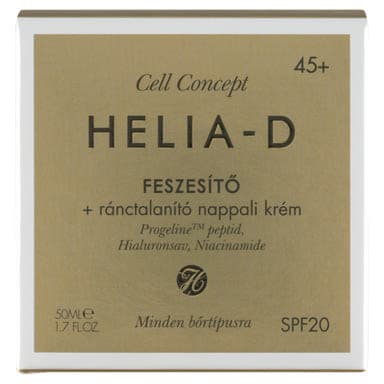 45+
Cell Concept
HELIA-D
FESZESÍTŐ
+ ránctalanító nappali krém
Progeline™ peptid,
Hialuronsav, Niacinamide
H
50ML℮
1.7 FL.OZ
Minden bőrtípusra
SPF20